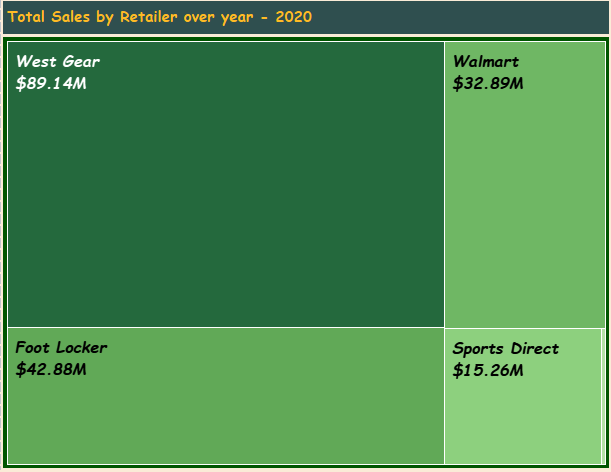 Total Sales by Retailer over year - 2020
West Gear
$89.14M
Walmart
$32.89M
Foot Locker
$42.88M
Sports Direct
$15.26M